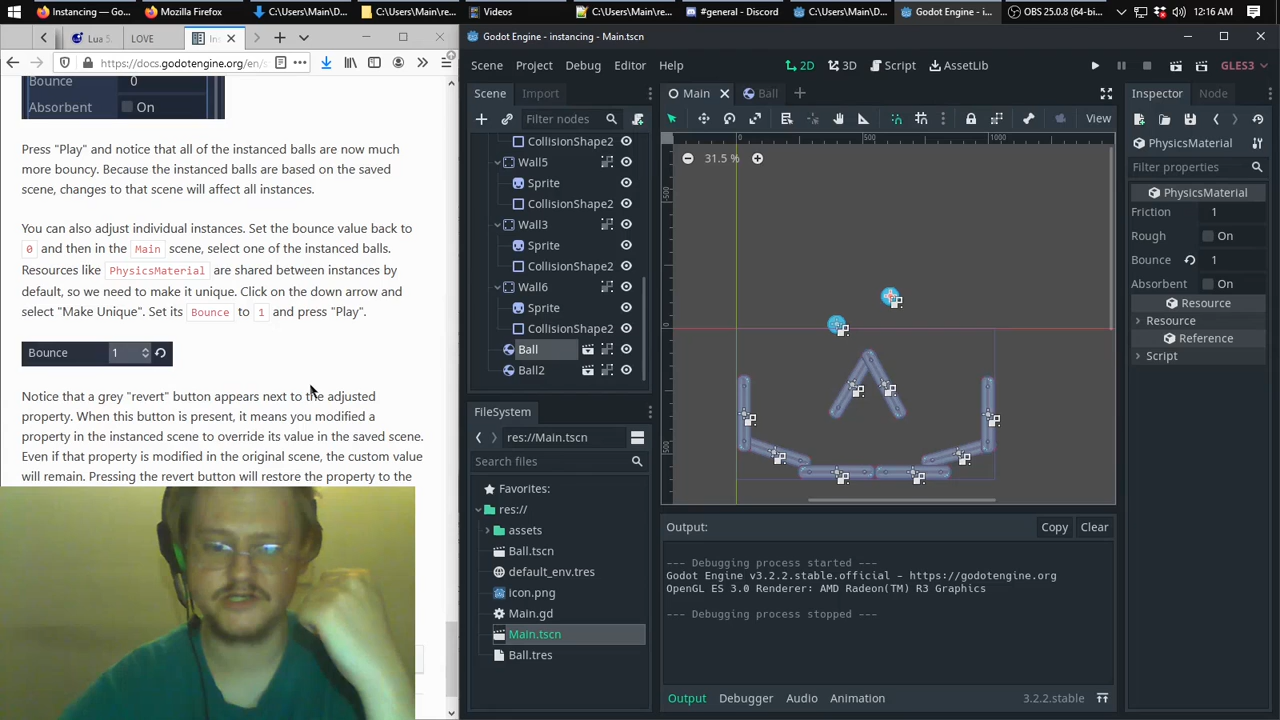 Instancing — Go...
Mozilla Firefox
C:\Users\Main\D...
C:\Users\Main\re...
Videos
C:\Users\Main\re...
#general - Discord
C:\Users\Main\D...
Godot Engine - i...
OBS 25.0.8 (64-bi...
12:16 AM
Lua 5
LOVE
Ins
https://docs.godotengine.org/en/s
Bounce
0
Absorbent
On
Press "Play" and notice that all of the instanced balls are now much
more bouncy. Because the instanced balls are based on the saved
scene, changes to that scene will affect all instances.
You can also adjust individual instances. Set the bounce value back to
0 and then in the Main scene, select one of the instanced balls.
Resources like PhysicsMaterial are shared between instances by
default, so we need to make it unique. Click on the down arrow and
select "Make Unique". Set its Bounce to 1 and press "Play".
Bounce
1
Notice that a grey "revert" button appears next to the adjusted
property. When this button is present, it means you modified a
property in the instanced scene to override its value in the saved scene.
Even if that property is modified in the original scene, the custom value
will remain. Pressing the revert button will restore the property to the
Godot Engine - instancing - Main.tscn
Scene
Project
Debug
Editor
Help
2D
3D
Script
AssetLib
GLES3
Scene
Import
Filter nodes
CollisionShape2
Wall5
Sprite
CollisionShape2
Wall3
Sprite
CollisionShape2
Wall6
Sprite
CollisionShape2
Ball
Ball2
FileSystem
res://Main.tscn
Search files
Favorites:
res://
assets
Ball.tscn
default_env.tres
icon.png
Main.gd
Main.tscn
Ball.tres
Main
Ball
View
0
500
1000
31.5 %
500
0
500
Output:
Copy
Clear
--- Debugging process started ---
Godot Engine v3.2.2.stable.official - https://godotengine.org
OpenGL ES 3.0 Renderer: AMD Radeon(TM) R3 Graphics
--- Debugging process stopped ---
Output
Debugger
Audio
Animation
3.2.2.stable
Inspector
Node
PhysicsMaterial
Filter properties
PhysicsMaterial
Friction
1
Rough
On
Bounce
1
Absorbent
On
Resource
Resource
Reference
Script